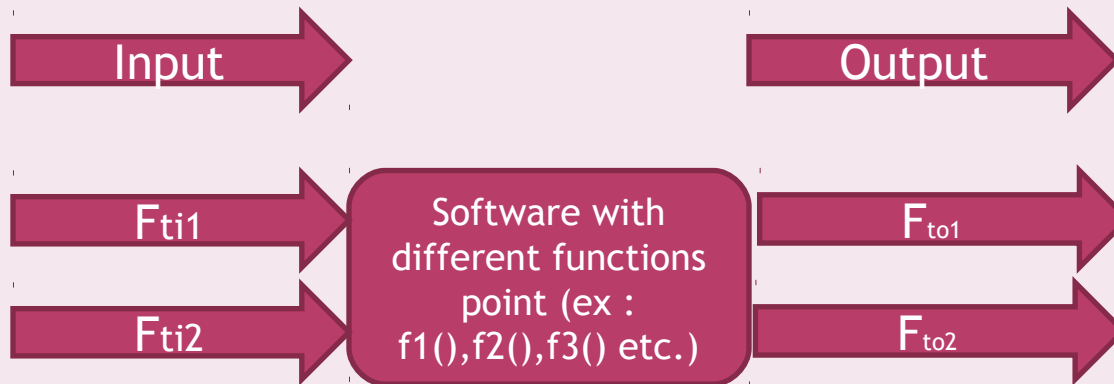 Input
Output
Fti1
Software with
different functions
point (ex :
f1(),f2(),f3() etc.)
Fto1
Fti2
Fto2